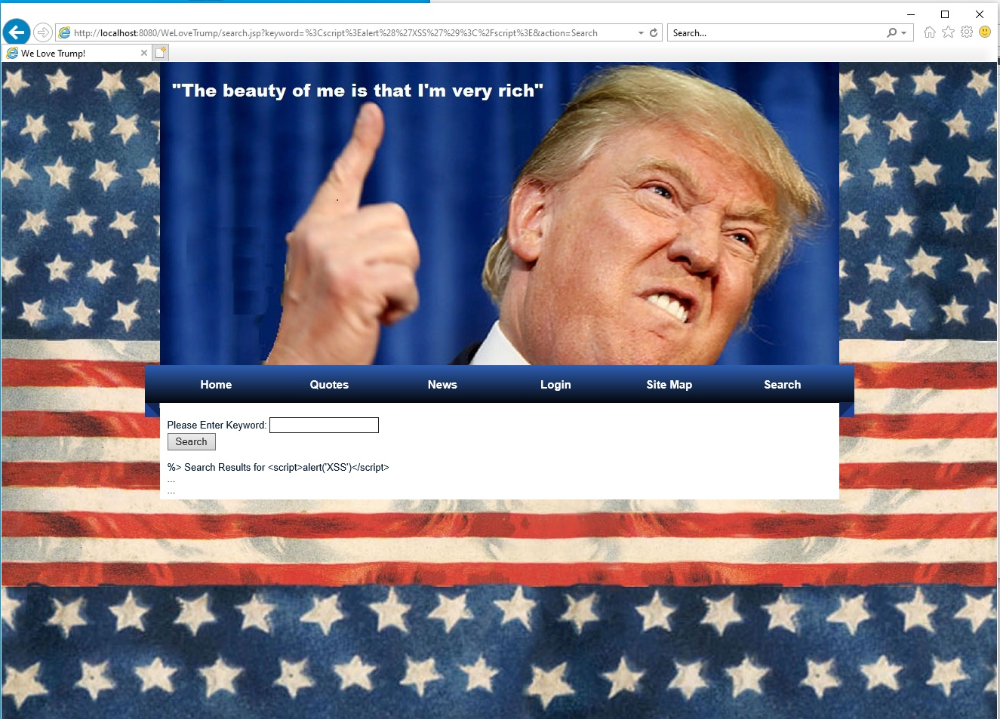 http://localhost:8080/WeLoveTrump/search.jsp?keyword=%3Cscript%3Ealert%28%27XSS%27%29%3C%2Fscript%3E&action=Search
Search...
We Love Trump!
"The beauty of me is that I'm very rich"
Home Quotes News Login Site Map Search
Please Enter Keyword:
Search
%> Search Results for <script>alert('XSS')</script>
...
...